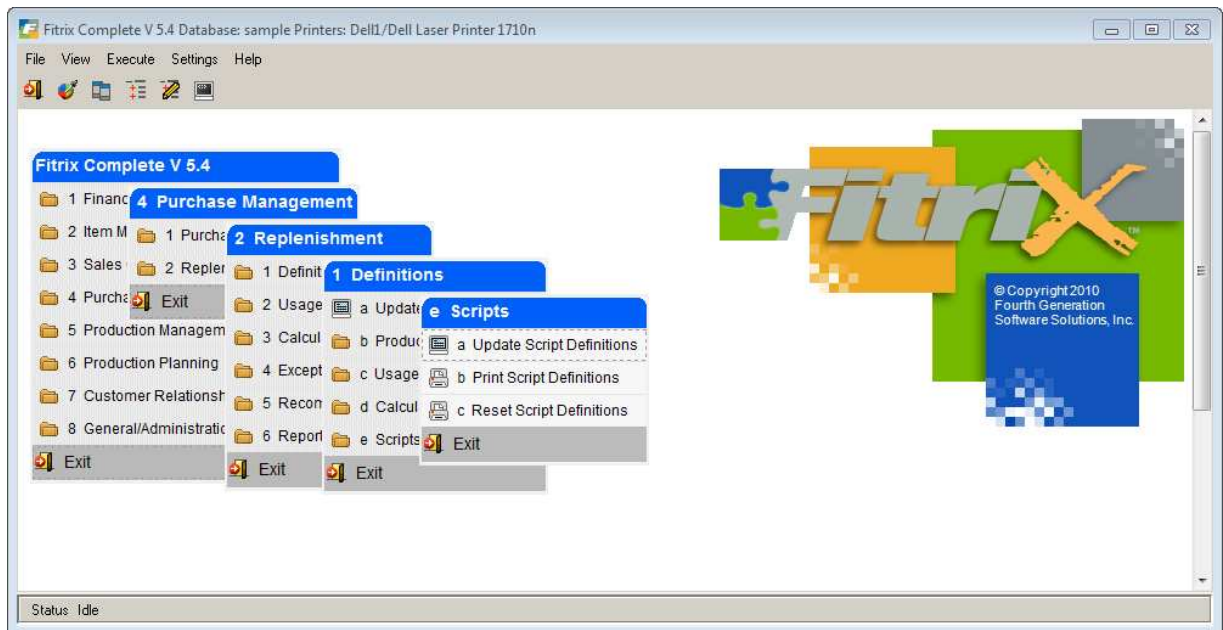 Fitrix Complete V 5.4 Database: sample Printers: Dell1/Dell Laser Printer 1710n
File View Execute Settings Help
Fitrix Complete V 5.4
1 Financ
2 Item M
3 Sales
4 Purcha
5 Production Managem
6 Production Planning
7 Customer Relationsh
8 General/Administratio
Exit
4 Purchase Management
1 Purcha
2 Repler
Exit
2 Replenishment
1 Definit
2 Usage
3 Calcul
4 Except
5 Recon
6 Report
Exit
1 Definitions
a Update
b Produc
c Usage
d Calcul
e Scripts
Exit
e Scripts
a Update Script Definitions
b Print Script Definitions
c Reset Script Definitions
Exit
Fitrix
TM
©Copyright 2010
Fourth Generation
Software Solutions, Inc.
Status Idle